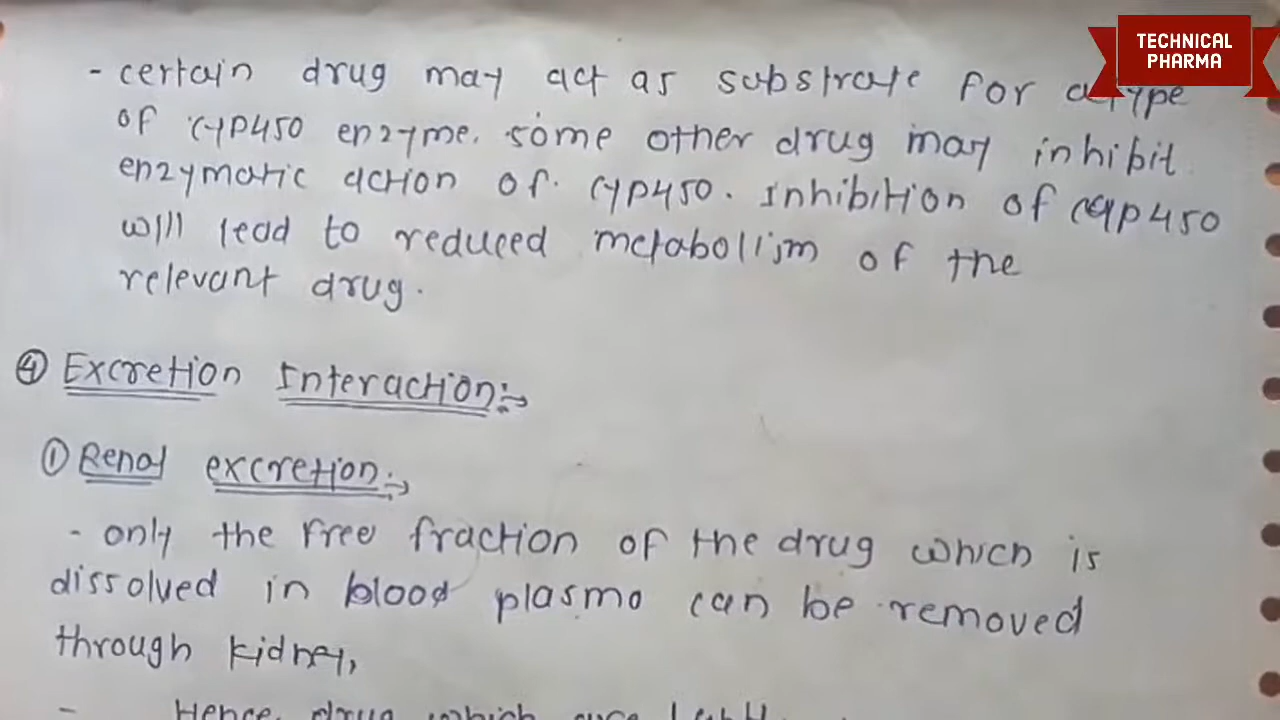 TECHNICAL
PHARMA
- certain drug may act as substrate for a type
of CYP450 enzyme. some other drug may inhibit
enzymatic action of CYP450. Inhibition of CYP450
will lead to reduced metabolism of the
relevant drug.
④ Excretion Interaction:→
① Renal excretion:→
- only the free fraction of the drug which is
dissolved in blood plasma can be removed
through kidney,
- Hence drug which are